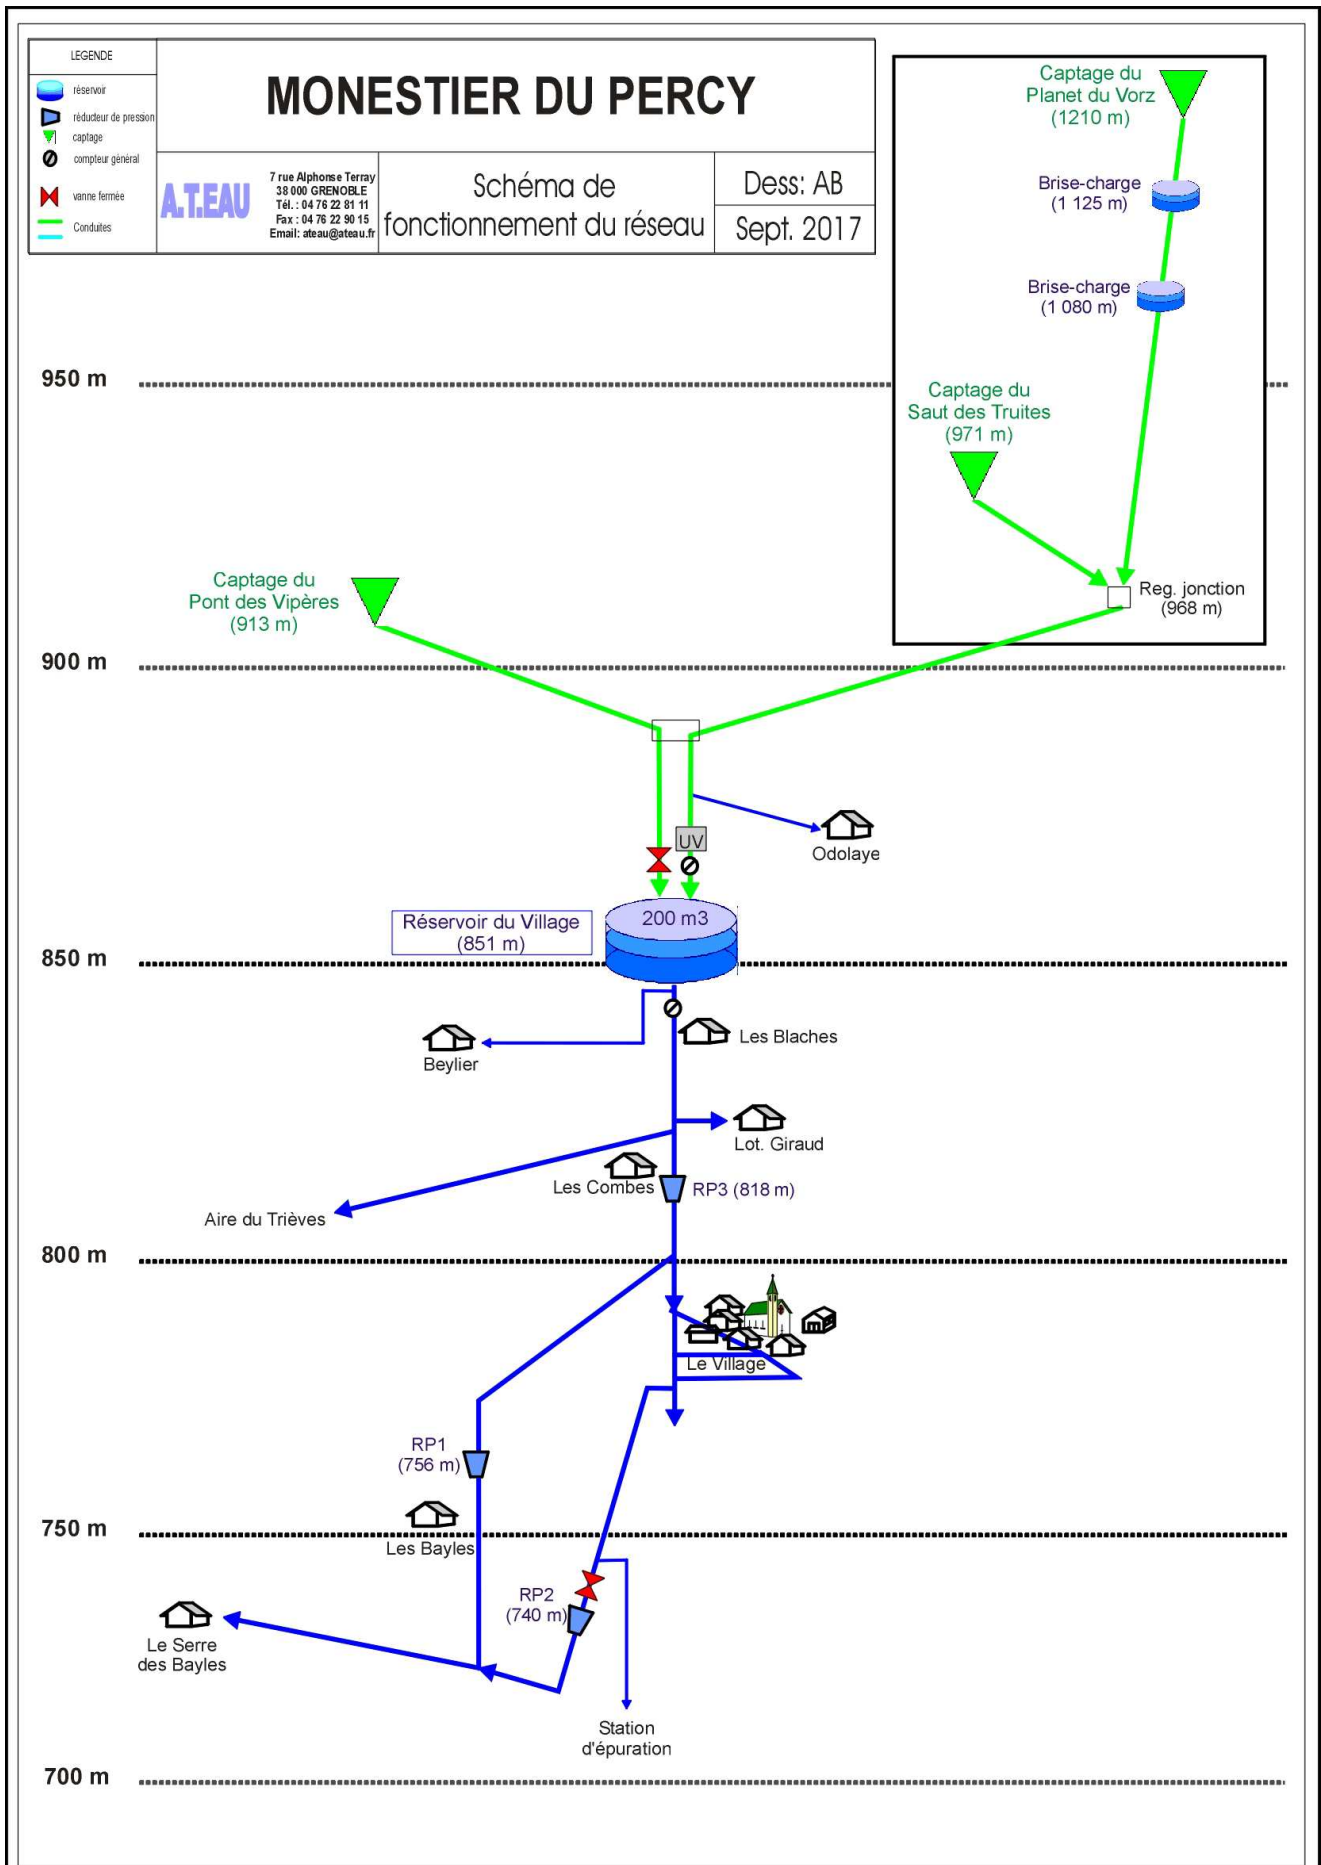 LEGENDE
réservoir
réducteur de pression
captage
compteur général
vanne fermée
Conduites
MONESTIER DU PERCY
A.T.EAU
7 rue Alphonse Terray
38 000 GRENOBLE
Tél. : 04 76 22 81 11
Fax : 04 76 22 90 15
Email: ateau@ateau.fr
Schéma de
fonctionnement du réseau
Dess: AB
Sept. 2017
Captage du
Planet du Vorz
(1210 m)
Brise-charge
(1 125 m)
Brise-charge
(1 080 m)
950 m
Captage du
Saut des Truites
(971 m)
Captage du
Pont des Vipères
(913 m)
Reg. jonction
(968 m)
900 m
UV
Odolaye
Réservoir du Village
(851 m)
200 m3
850 m
Les Blaches
Beylier
Lot. Giraud
Les Combes
RP3 (818 m)
Aire du Trièves
800 m
Le Village
RP1
(756 m)
750 m
Les Bayles
RP2
(740 m)
Le Serre
des Bayles
Station
d'épuration
700 m